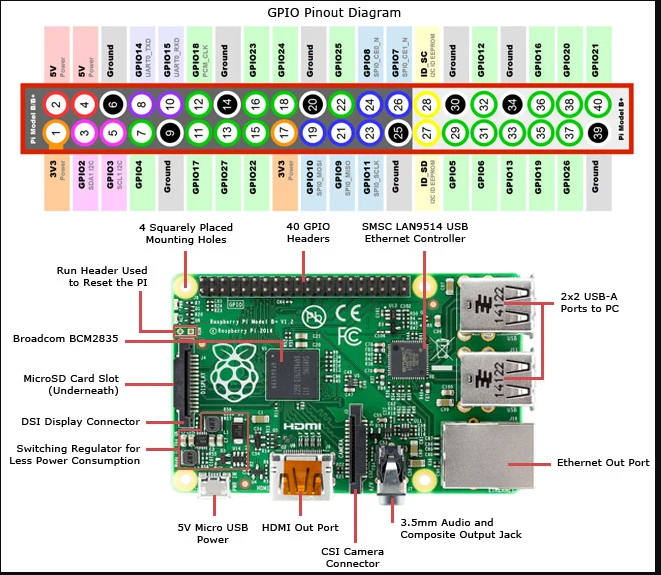 GPIO Pinout Diagram
5V Power
5V Power
Ground
GPIO14 UART0_TXD
GPIO15 UART0_RXD
GPIO18 PCM_CLK
Ground
GPIO23
GPIO24
Ground
GPIO25
GPIO8 SPI0_CE0_N
GPIO7 SPI0_CE1_N
ID_SC I2C ID EEPROM
Ground
GPIO12
Ground
GPIO16
GPIO20
GPIO21
Pi Model B/B+
2 4 6 8 10 12 14 16 18 20 22 24 26 28 30 32 34 36 38 40
1 3 5 7 9 11 13 15 17 19 21 23 25 27 29 31 33 35 37 39
Pi Model B+
3V3 Power
GPIO2 SDA1 I2C
GPIO3 SCL1 I2C
GPIO4
Ground
GPIO17
GPIO27
GPIO22
3V3 Power
GPIO10 SPI0_MOSI
GPIO9 SPI0_MISO
GPIO11 SPI0_SCLK
Ground
ID_SD I2C ID EEPROM
GPIO5
GPIO6
GPIO13
GPIO19
GPIO26
Ground
4 Squarely Placed
Mounting Holes
40 GPIO
Headers
SMSC LAN9514 USB
Ethernet Controller
Run Header Used
to Reset the PI
Broadcom BCM2835
MicroSD Card Slot
(Underneath)
DSI Display Connector
Switching Regulator for
Less Power Consumption
2x2 USB-A
Ports to PC
Ethernet Out Port
5V Micro USB
Power
HDMI Out Port
CSI Camera
Connector
3.5mm Audio and
Composite Output Jack
GPIO
Raspberry Pi Model B+ V1.2
© Raspberry Pi 2014
Pb
CE
FC
DISPLAY
HDMI
CAMERA
14122
14122